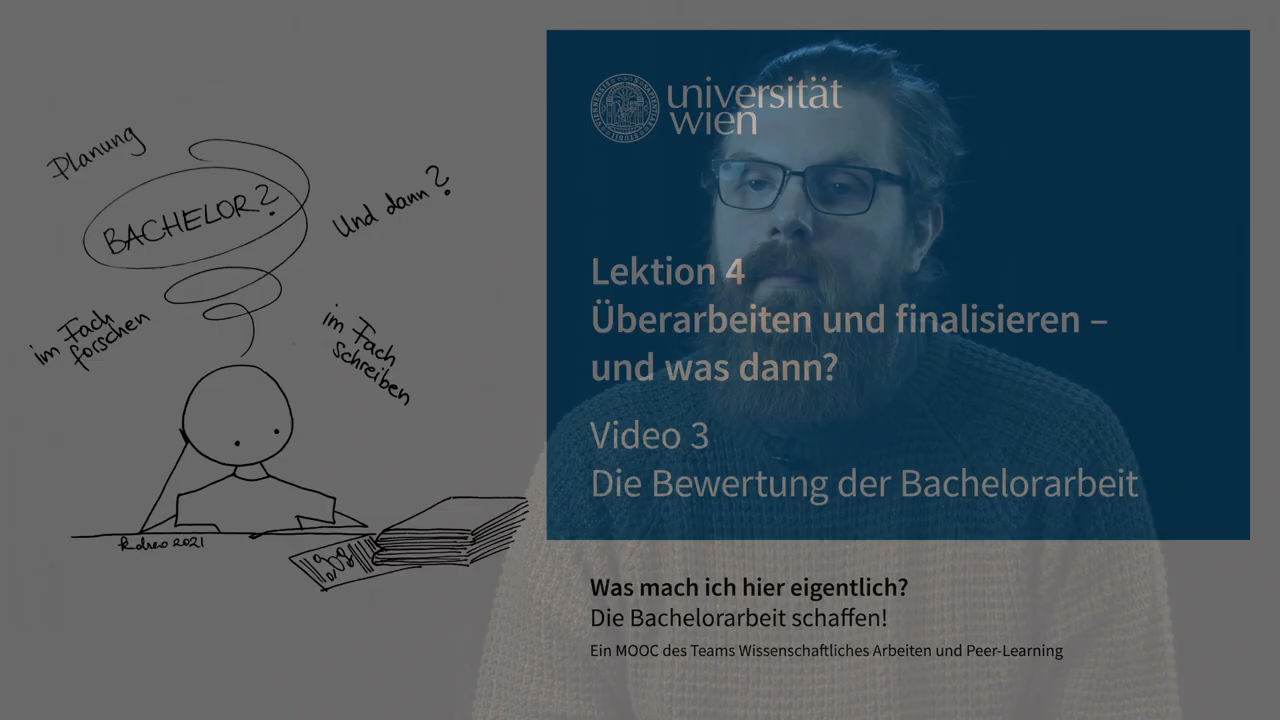 Planung
BACHELOR?
Und dann?
im Fach
forschen
im Fach
schreiben
universität
wien
Lektion 4
Überarbeiten und finalisieren –
und was dann?
Video 3
Die Bewertung der Bachelorarbeit
Was mach ich hier eigentlich?
Die Bachelorarbeit schaffen!
Ein MOOC des Teams Wissenschaftliches Arbeiten und Peer-Learning